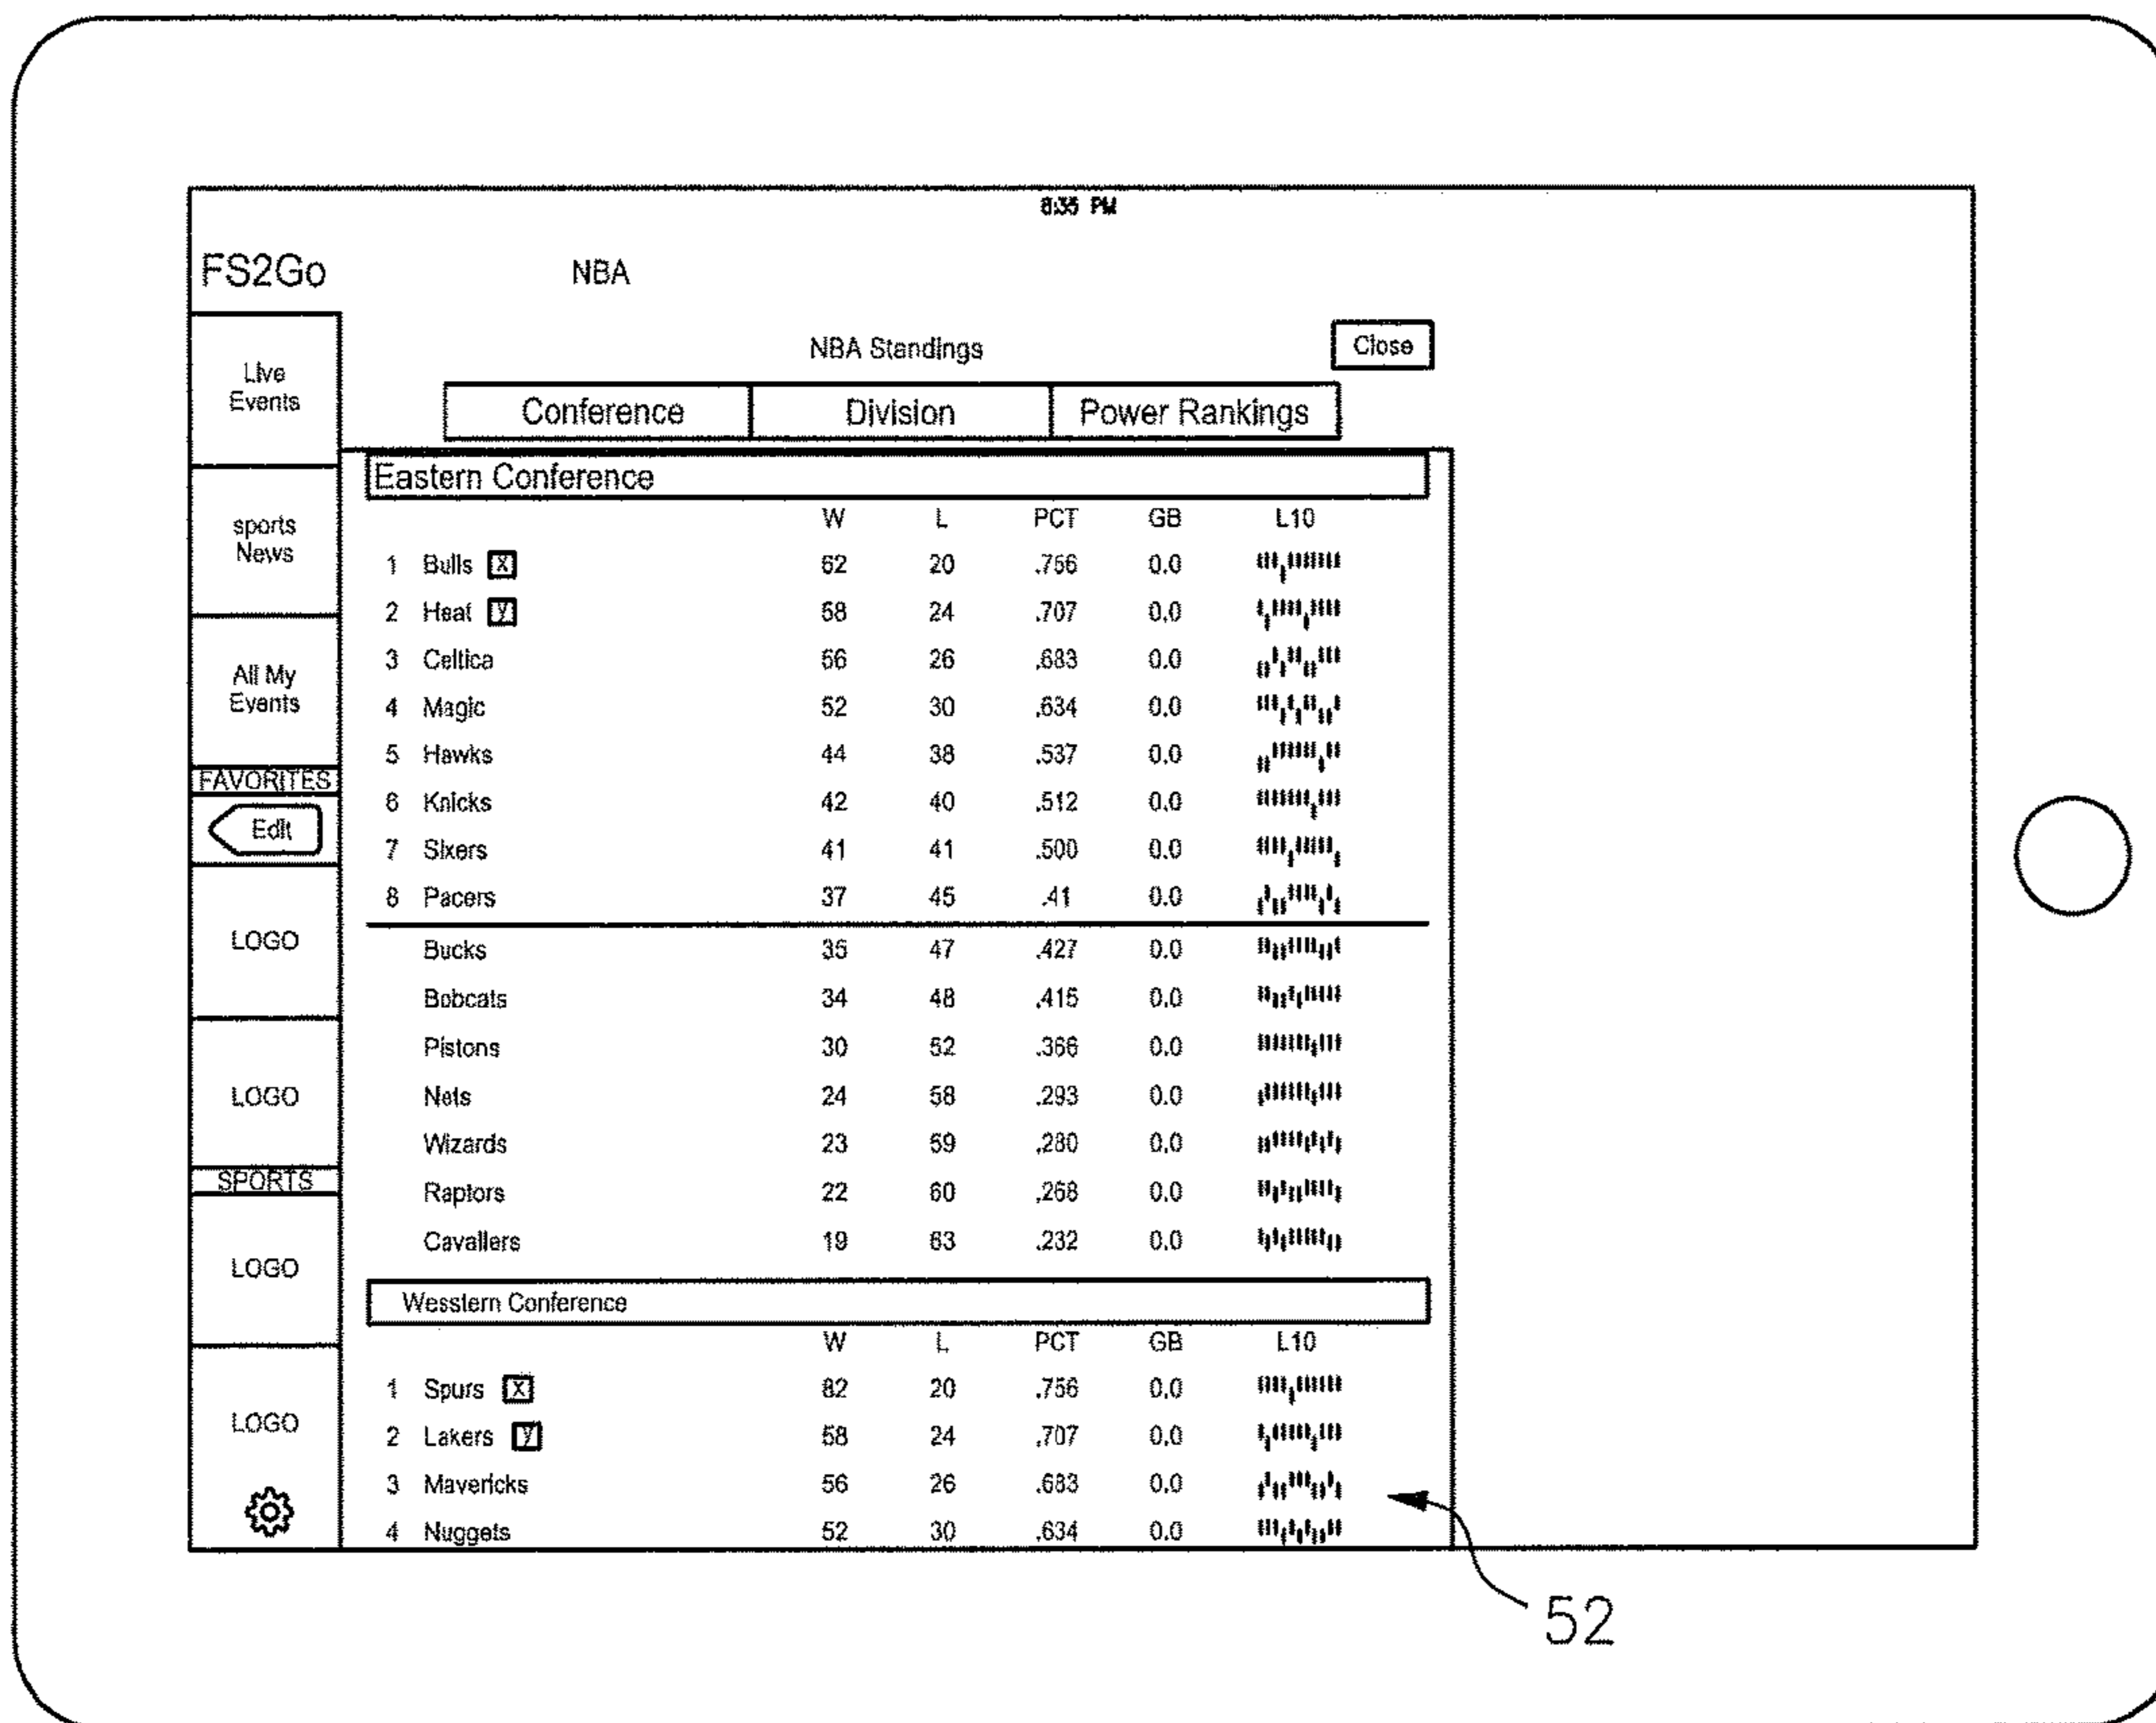 8:35 PM
FS2Go
NBA
NBA Standings
Close
Conference Division Power Rankings
Live
Events
sports
News
All My
Events
FAVORITES
Edit
LOGO
LOGO
SPORTS
LOGO
LOGO
Eastern Conference
W L PCT GB L10
1 Bulls x 62 20 .756 0.0
2 Heat y 58 24 .707 0.0
3 Celtica 56 26 .683 0.0
4 Magic 52 30 .634 0.0
5 Hawks 44 38 .537 0.0
6 Knicks 42 40 .512 0.0
7 Sixers 41 41 .500 0.0
8 Pacers 37 45 .41 0.0
Bucks 35 47 .427 0.0
Bobcats 34 48 .415 0.0
Pistons 30 52 .366 0.0
Nets 24 58 .293 0.0
Wizards 23 59 .280 0.0
Raptors 22 60 .268 0.0
Cavallers 19 63 .232 0.0
Wesstern Conference
W L PCT GB L10
1 Spurs x 82 20 .756 0.0
2 Lakers y 58 24 .707 0.0
3 Mavericks 56 26 .683 0.0
4 Nuggets 52 30 .634 0.0
52